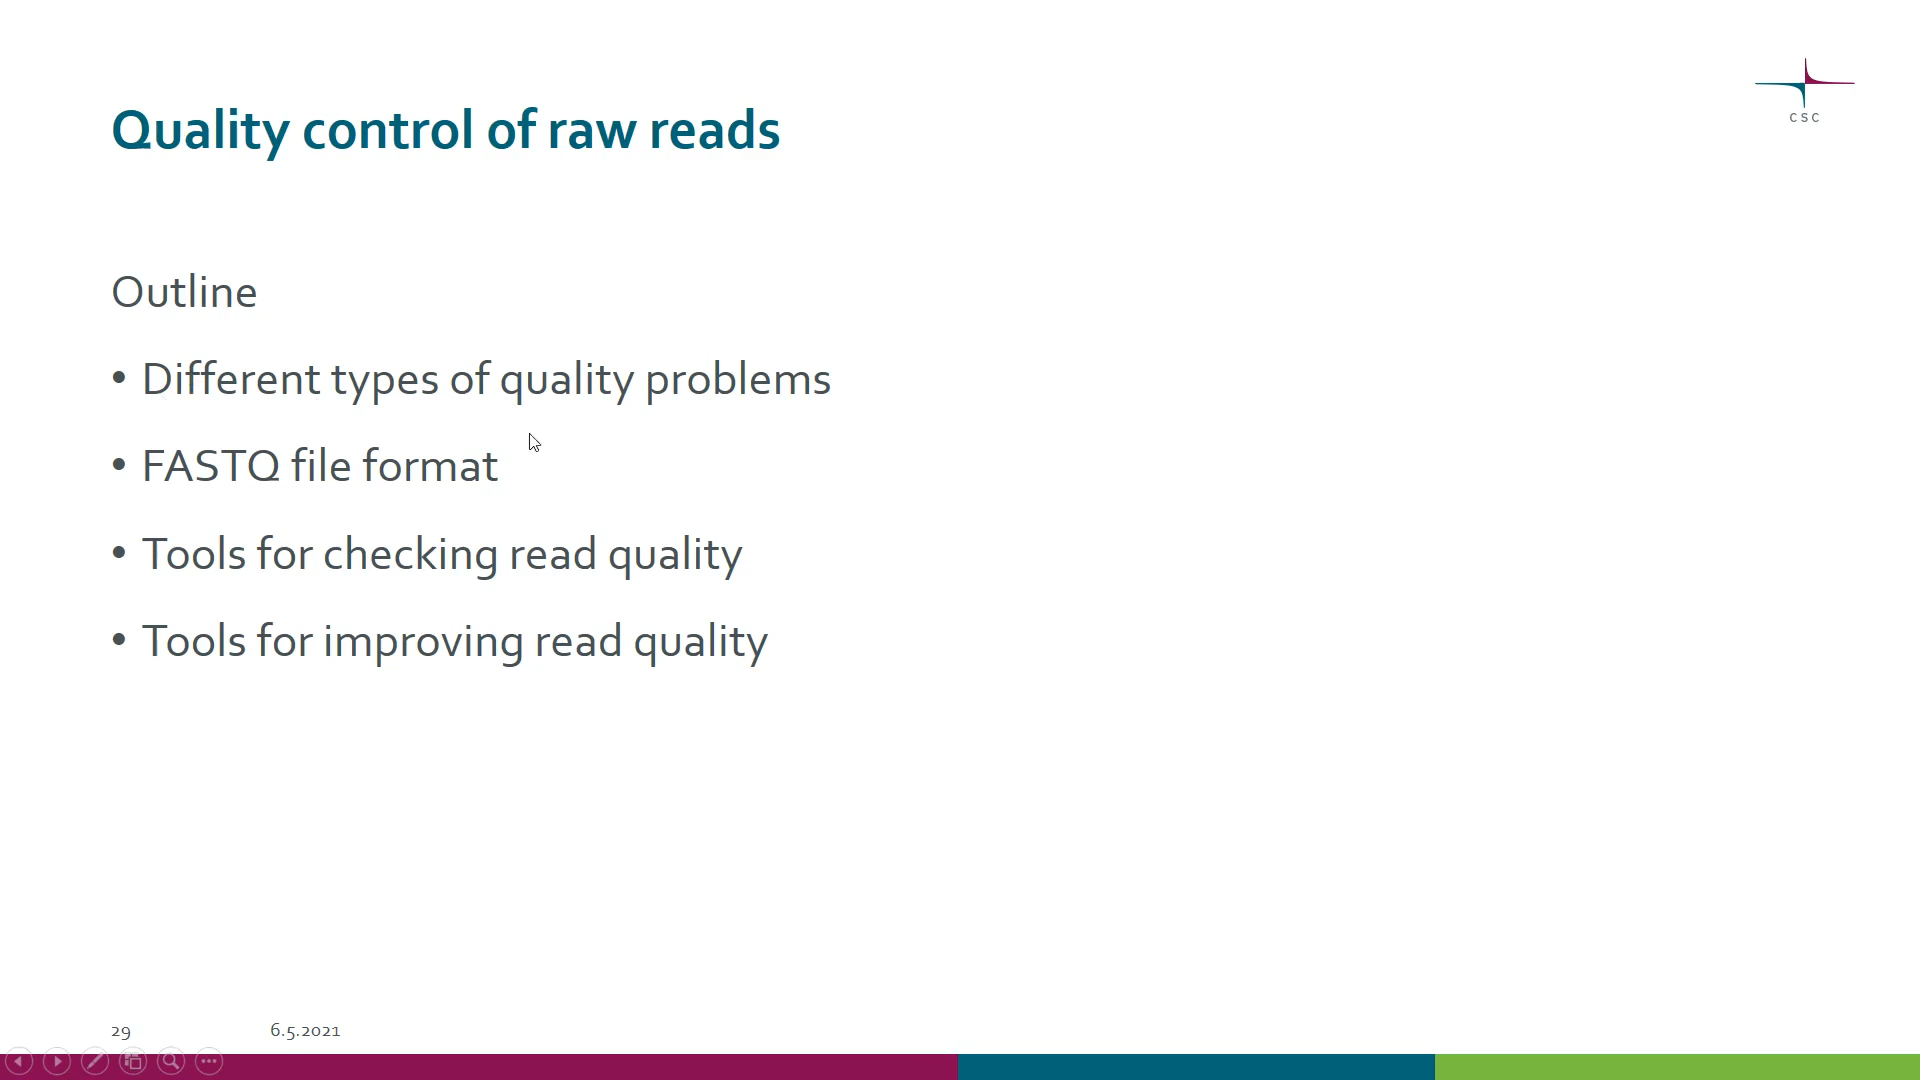 CSC
Quality control of raw reads
Outline
• Different types of quality problems
• FASTQ file format
• Tools for checking read quality
• Tools for improving read quality
29 6.5.2021